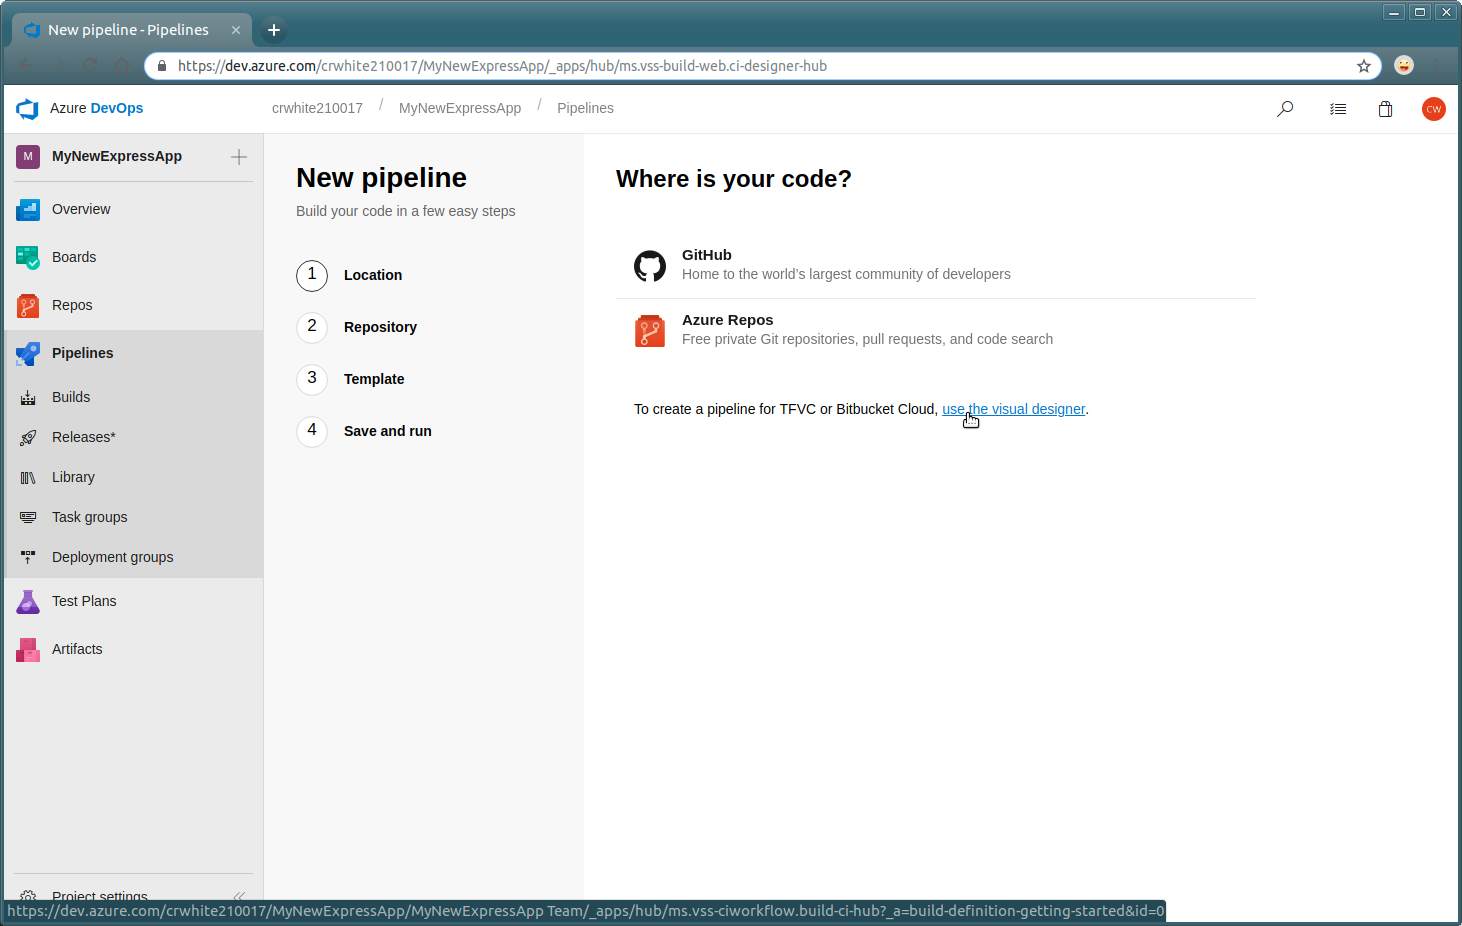 New pipeline - Pipelines
https://dev.azure.com/crwhite210017/MyNewExpressApp/_apps/hub/ms.vss-build-web.ci-designer-hub
Azure DevOps
crwhite210017 / MyNewExpressApp / Pipelines
CW
M MyNewExpressApp
Overview
Boards
Repos
Pipelines
Builds
Releases*
Library
Task groups
Deployment groups
Test Plans
Artifacts
Project settings
New pipeline
Build your code in a few easy steps
1 Location
2 Repository
3 Template
4 Save and run
Where is your code?
GitHub
Home to the world's largest community of developers
Azure Repos
Free private Git repositories, pull requests, and code search
To create a pipeline for TFVC or Bitbucket Cloud, use the visual designer.
https://dev.azure.com/crwhite210017/MyNewExpressApp/MyNewExpressApp Team/_apps/hub/ms.vss-ciworkflow.build-ci-hub?_a=build-definition-getting-started&id=0